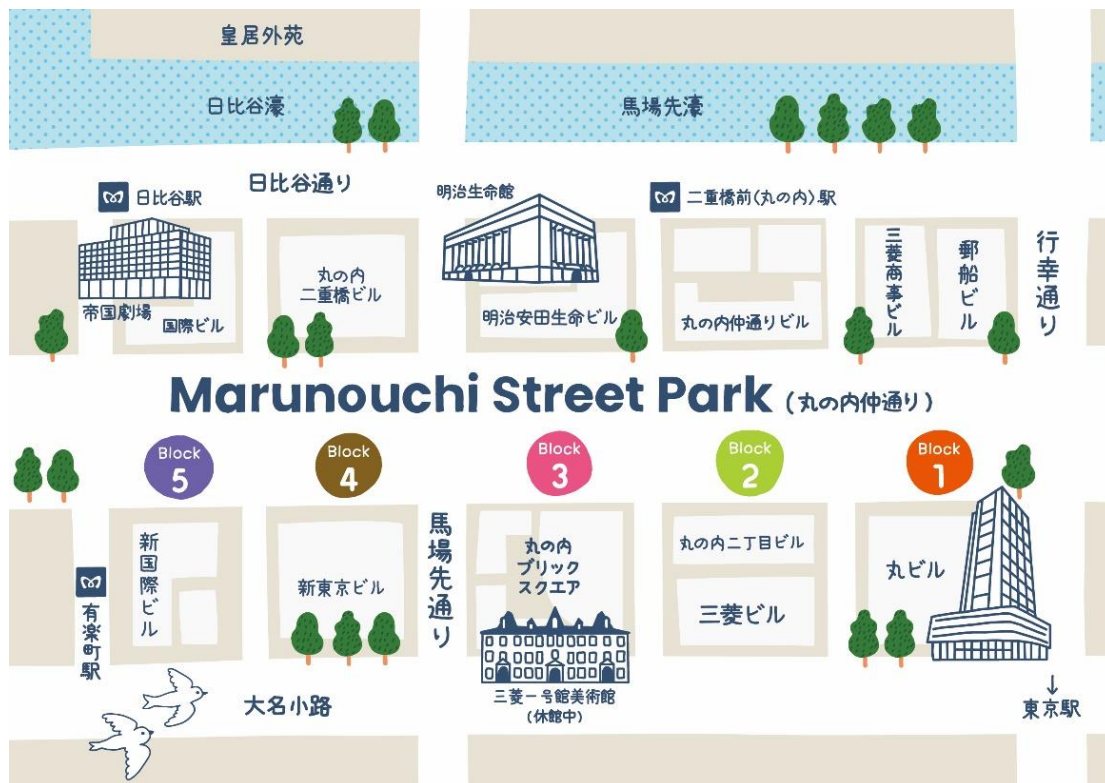 皇居外苑
日比谷濠
馬場先濠
日比谷通り
日比谷駅
明治生命館
二重橋前(丸の内)駅
帝国劇場
国際ビル
丸の内
二重橋ビル
明治安田生命ビル
丸の内仲通りビル
三菱商事ビル
郵船ビル
行幸通り
Marunouchi Street Park (丸の内仲通り)
Block
5
Block
4
Block
3
Block
2
Block
1
有楽町駅
新国際ビル
新東京ビル
馬場先通り
丸の内
ブリック
スクエア
丸の内二丁目ビル
三菱ビル
丸ビル
三菱一号館美術館
(休館中)
大名小路
↓
東京駅